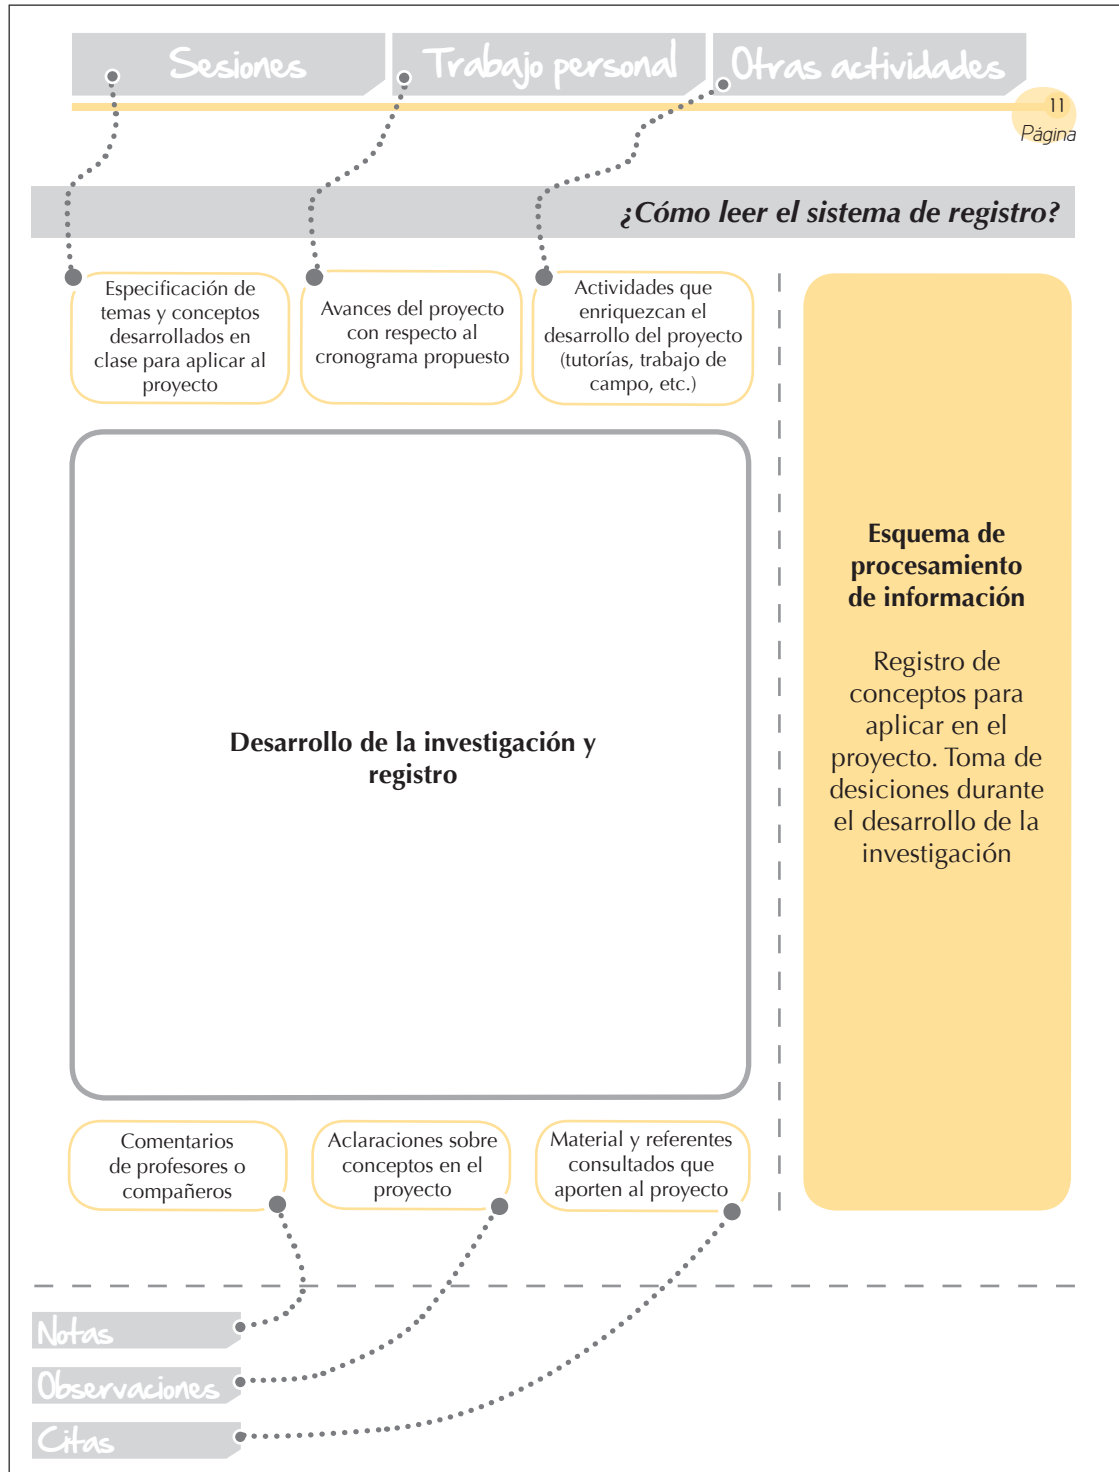 Sesiones
Trabajo personal
Otras actividades
11
Página
¿Cómo leer el sistema de registro?
Especificación de
temas y conceptos
desarrollados en
clase para aplicar al
proyecto
Avances del proyecto
con respecto al
cronograma propuesto
Actividades que
enriquezcan el
desarrollo del proyecto
(tutorías, trabajo de
campo, etc.)
Desarrollo de la investigación y
registro
Esquema de
procesamiento
de información
Registro de
conceptos para
aplicar en el
proyecto. Toma de
desiciones durante
el desarrollo de la
investigación
Comentarios
de profesores o
compañeros
Aclaraciones sobre
conceptos en el
proyecto
Material y referentes
consultados que
aporten al proyecto
Notas
Observaciones
Citas